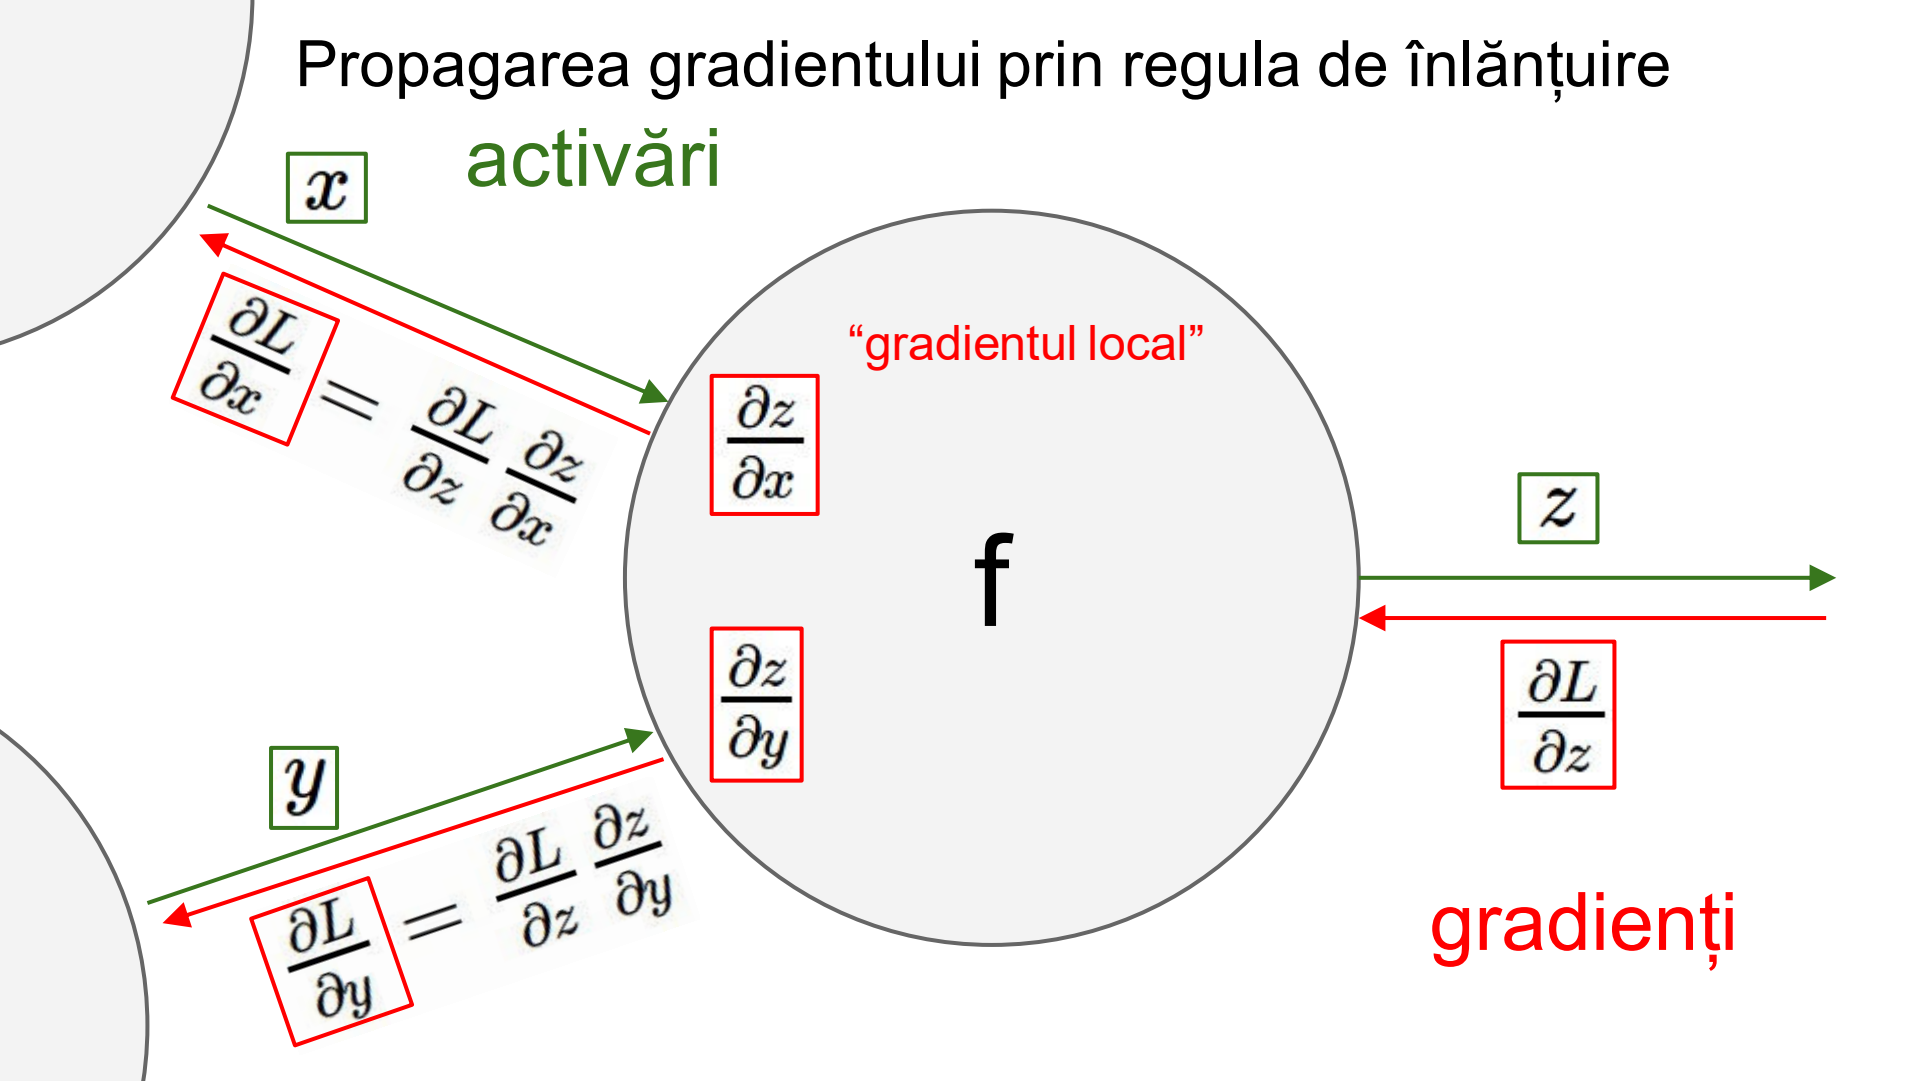 Propagarea gradientului prin regula de înlănțuire
activări
x
∂L/∂x = ∂L/∂z ∂z/∂x
“gradientul local”
∂z/∂x
f
z
∂z/∂y
∂L/∂z
y
∂L/∂y = ∂L/∂z ∂z/∂y
gradienți